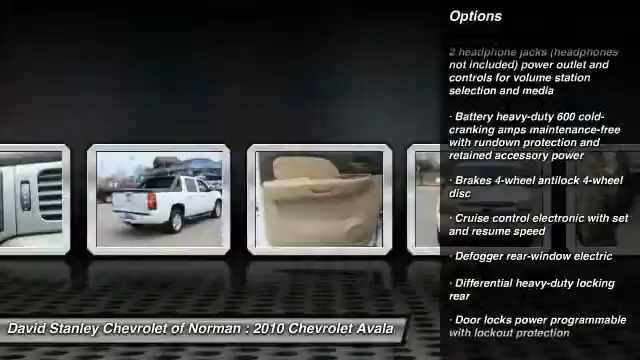 Options
2 headphone jacks (headphones
not included) power outlet and
controls for volume station
selection and media
· Battery heavy-duty 600 cold-
cranking amps maintenance-free
with rundown protection and
retained accessory power
· Brakes 4-wheel antilock 4-wheel
disc
· Cruise control electronic with set
and resume speed
· Defogger rear-window electric
· Differential heavy-duty locking
rear
· Door locks power programmable
with lockout protection
David Stanley Chevrolet of Norman : 2010 Chevrolet Avala